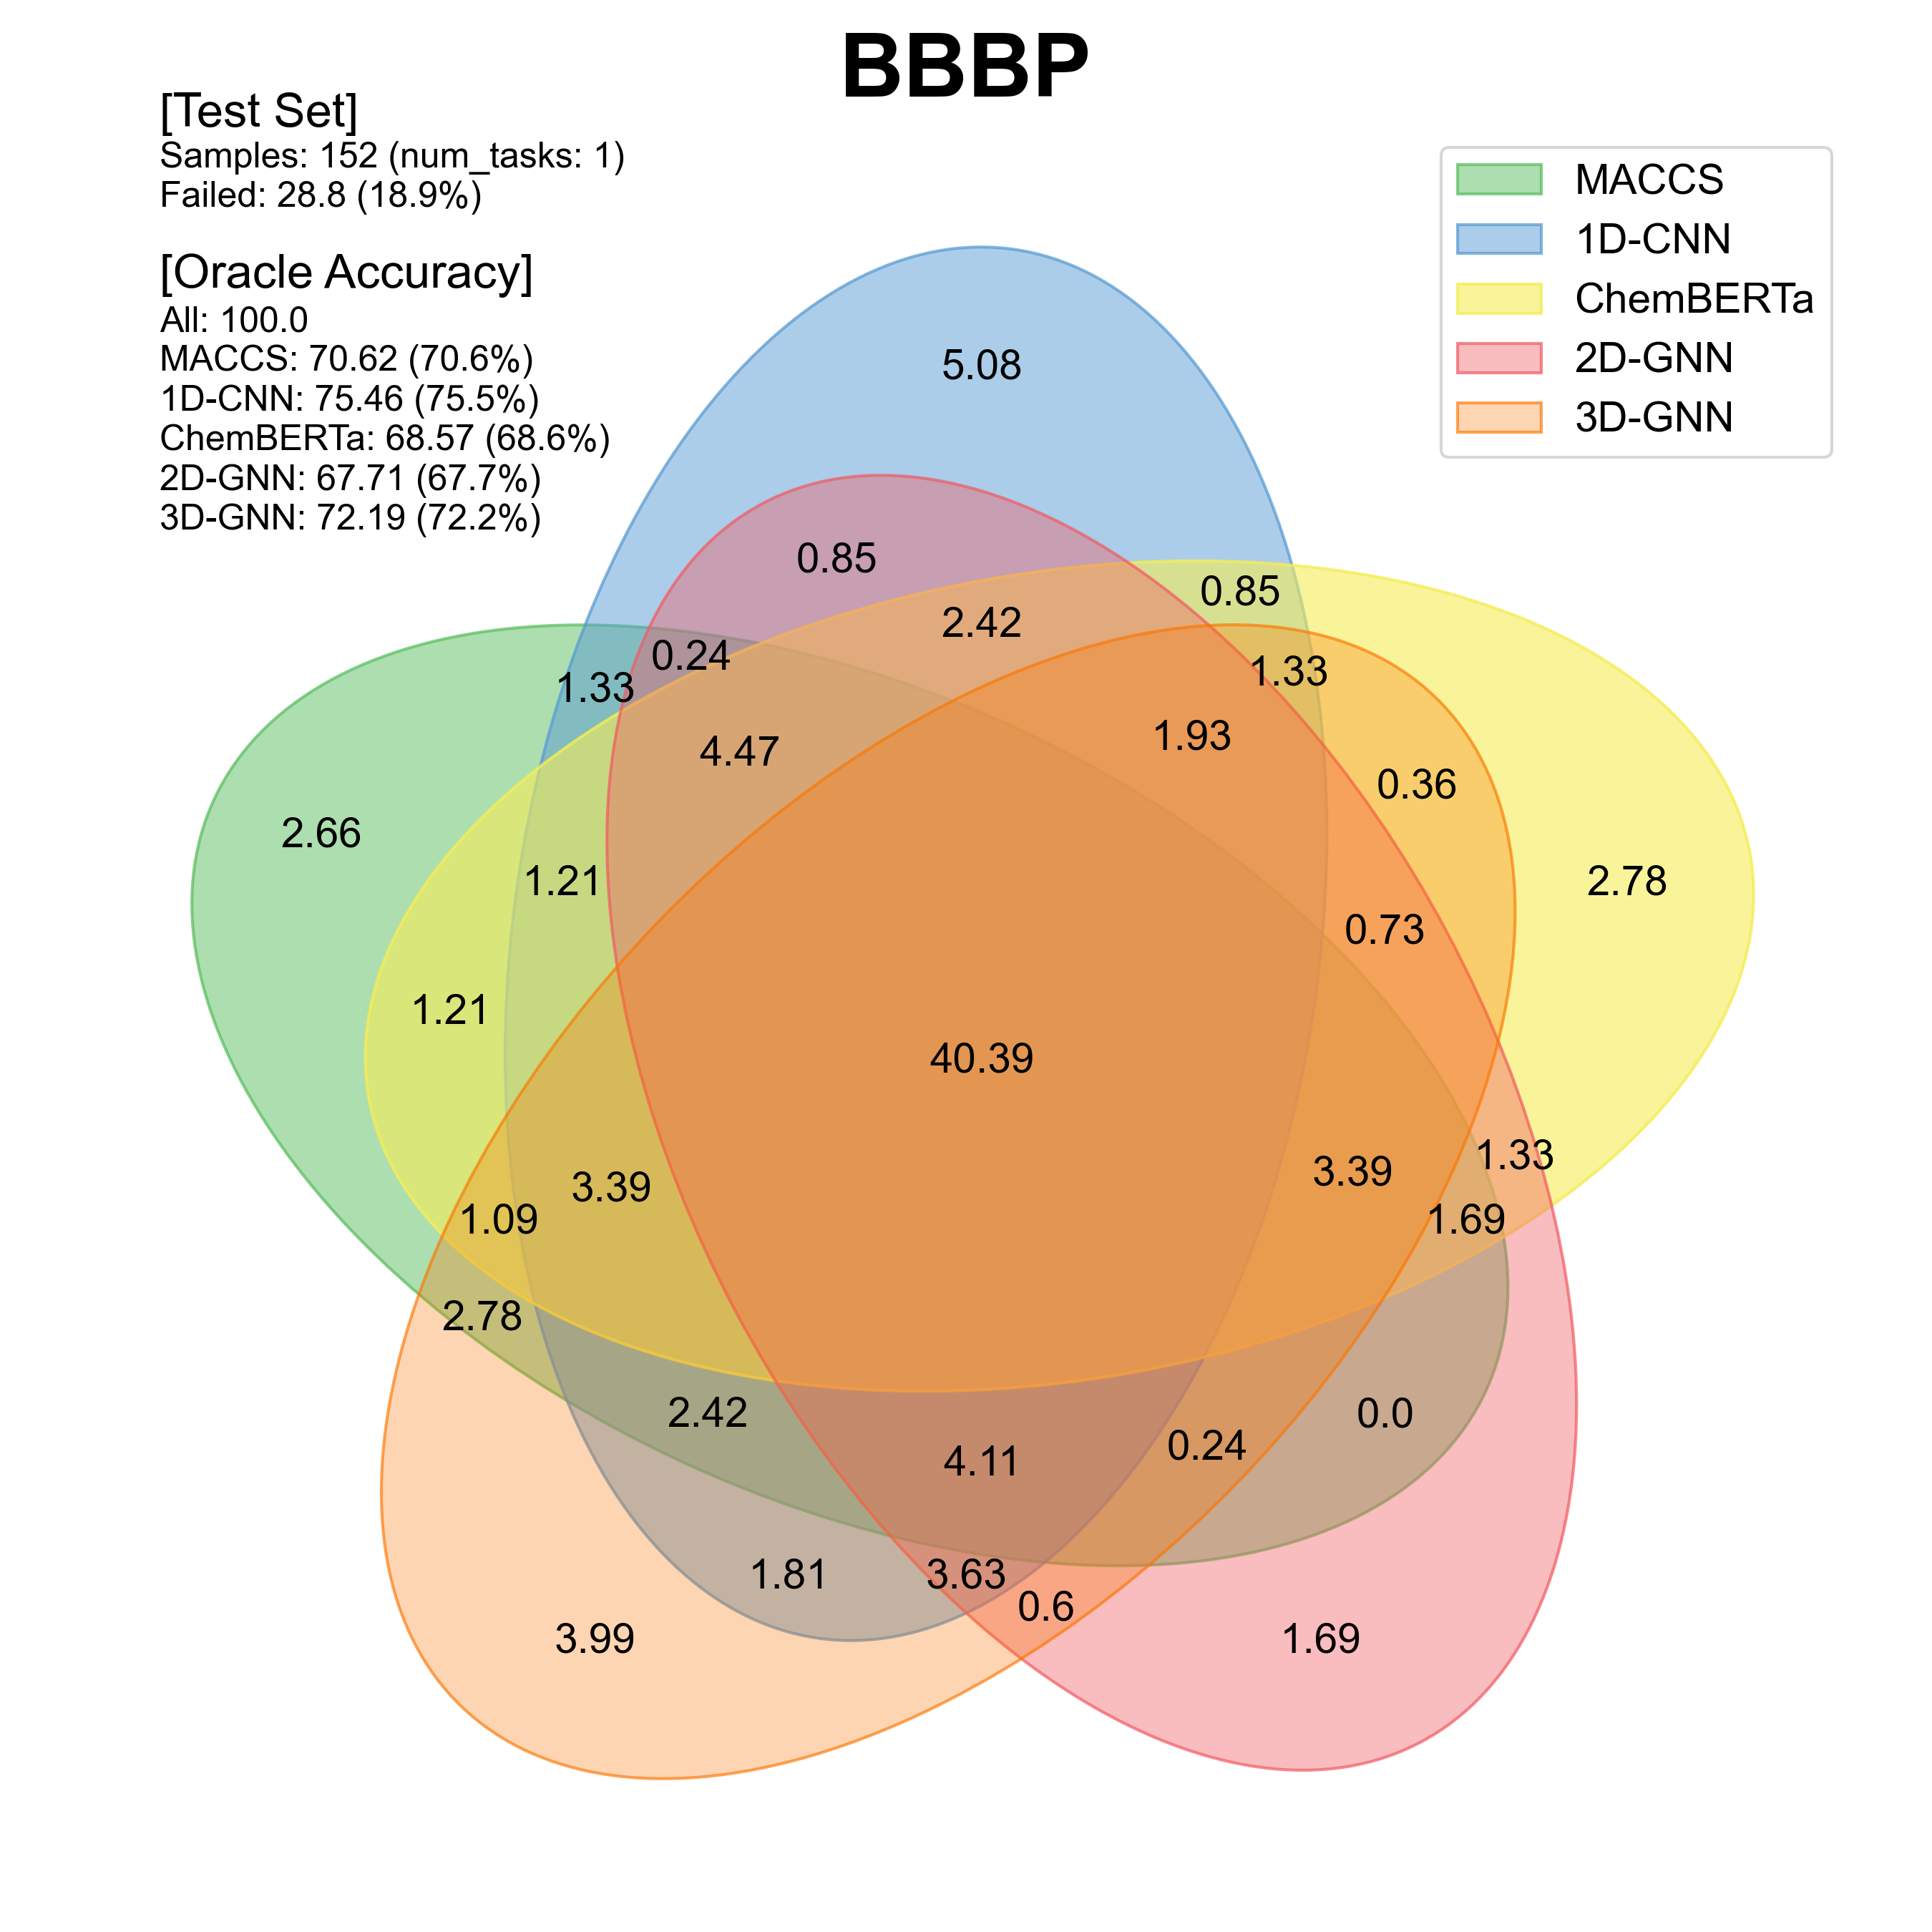 BBBP
[Test Set]
Samples: 152 (num_tasks: 1)
Failed: 28.8 (18.9%)
[Oracle Accuracy]
All: 100.0
MACCS: 70.62 (70.6%)
1D-CNN: 75.46 (75.5%)
ChemBERTa: 68.57 (68.6%)
2D-GNN: 67.71 (67.7%)
3D-GNN: 72.19 (72.2%)
MACCS
1D-CNN
ChemBERTa
2D-GNN
3D-GNN
5.08
0.85
0.85
2.42
0.24
1.33
1.33
1.93
4.47
0.36
2.66
1.21
2.78
0.73
1.21
40.39
1.33
3.39
3.39
1.09
1.69
2.78
2.42
0.0
0.24
4.11
1.81
3.63
0.6
3.99
1.69